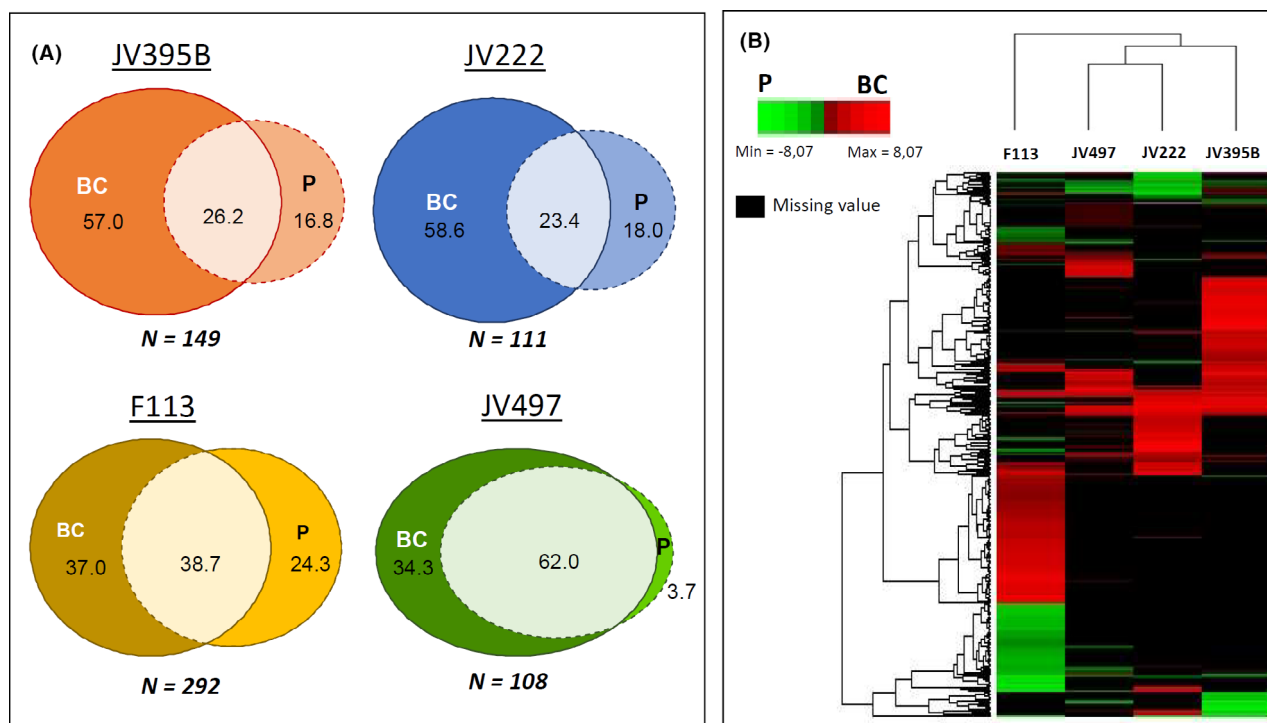 (A)
JV395B
BC
57.0
26.2
P
16.8
N = 149
JV222
BC
58.6
23.4
P
18.0
N = 111
F113
BC
37.0
38.7
P
24.3
N = 292
JV497
BC
34.3
62.0
P
3.7
N = 108
(B)
P BC
Min = -8,07 Max = 8,07
Missing value
F113 JV497 JV222 JV395B